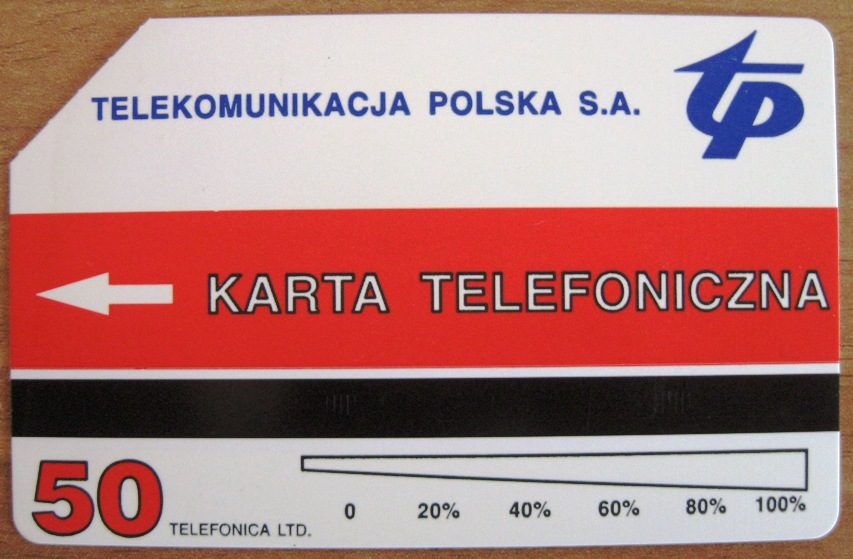 TELEKOMUNIKACJA POLSKA S.A.
tp
KARTA TELEFONICZNA
50 TELEFONICA LTD.
0 20% 40% 60% 80% 100%